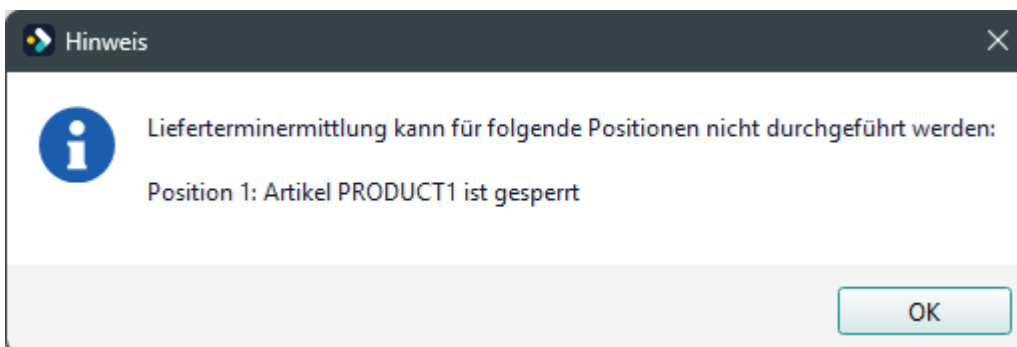 Hinweis
Lieferterminermittlung kann für folgende Positionen nicht durchgeführt werden:
Position 1: Artikel PRODUCT1 ist gesperrt
OK